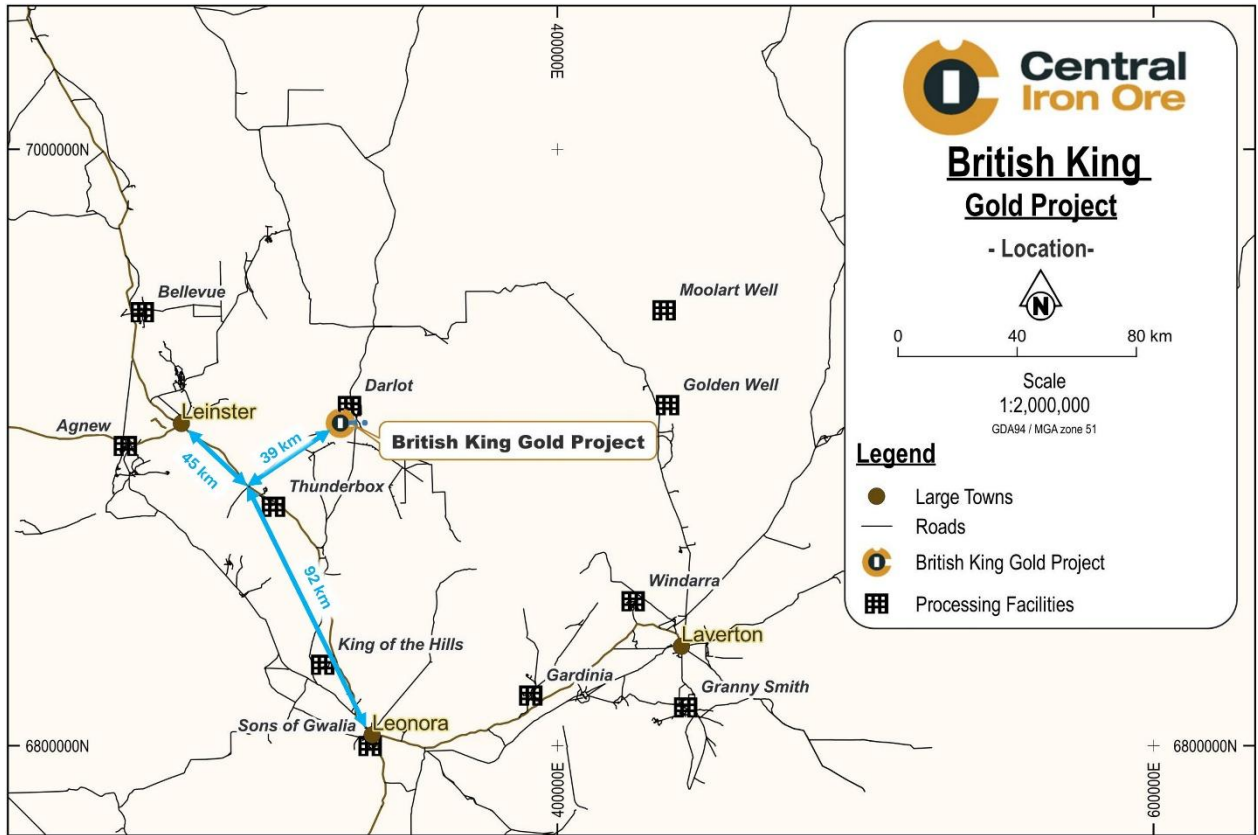 400000E
Central
Iron Ore
British King
Gold Project
- Location-
N
0 40 80 km
Scale
1:2,000,000
GDA94 / MGA zone 51
Legend
Large Towns
Roads
British King Gold Project
Processing Facilities
7000000N
Bellevue
Moolart Well
Darlot
Golden Well
Leinster
Agnew
British King Gold Project
39 km
45 km
Thunderbox
92 km
Windarra
Laverton
King of the Hills
Gardinia
Granny Smith
Sons of Gwalia
Leonora
6800000N
6800000N
400000E
600000E